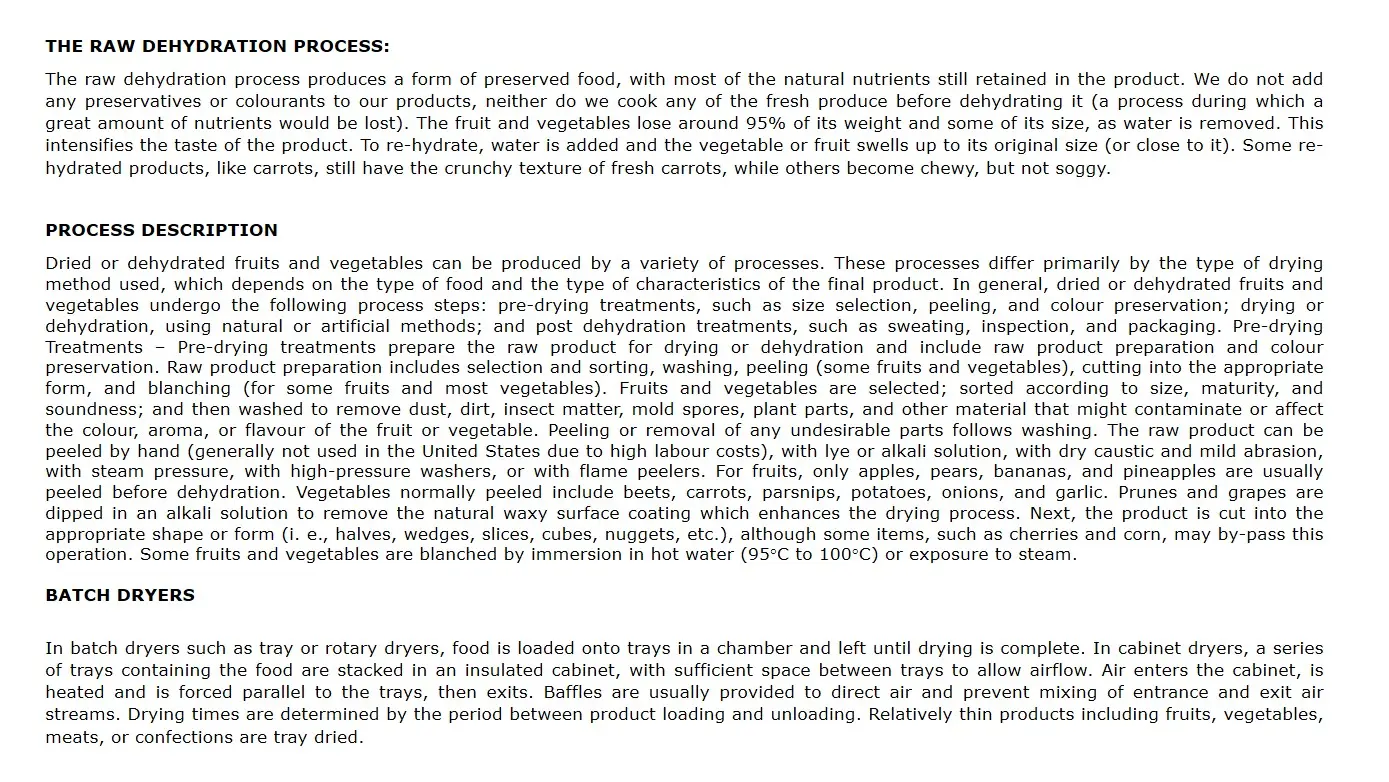 THE RAW DEHYDRATION PROCESS:
The raw dehydration process produces a form of preserved food, with most of the natural nutrients still retained in the product. We do not add
any preservatives or colourants to our products, neither do we cook any of the fresh produce before dehydrating it (a process during which a
great amount of nutrients would be lost). The fruit and vegetables lose around 95% of its weight and some of its size, as water is removed. This
intensifies the taste of the product. To re-hydrate, water is added and the vegetable or fruit swells up to its original size (or close to it). Some re-
hydrated products, like carrots, still have the crunchy texture of fresh carrots, while others become chewy, but not soggy.
PROCESS DESCRIPTION
Dried or dehydrated fruits and vegetables can be produced by a variety of processes. These processes differ primarily by the type of drying
method used, which depends on the type of food and the type of characteristics of the final product. In general, dried or dehydrated fruits and
vegetables undergo the following process steps: pre-drying treatments, such as size selection, peeling, and colour preservation; drying or
dehydration, using natural or artificial methods; and post dehydration treatments, such as sweating, inspection, and packaging. Pre-drying
Treatments – Pre-drying treatments prepare the raw product for drying or dehydration and include raw product preparation and colour
preservation. Raw product preparation includes selection and sorting, washing, peeling (some fruits and vegetables), cutting into the appropriate
form, and blanching (for some fruits and most vegetables). Fruits and vegetables are selected; sorted according to size, maturity, and
soundness; and then washed to remove dust, dirt, insect matter, mold spores, plant parts, and other material that might contaminate or affect
the colour, aroma, or flavour of the fruit or vegetable. Peeling or removal of any undesirable parts follows washing. The raw product can be
peeled by hand (generally not used in the United States due to high labour costs), with lye or alkali solution, with dry caustic and mild abrasion,
with steam pressure, with high-pressure washers, or with flame peelers. For fruits, only apples, pears, bananas, and pineapples are usually
peeled before dehydration. Vegetables normally peeled include beets, carrots, parsnips, potatoes, onions, and garlic. Prunes and grapes are
dipped in an alkali solution to remove the natural waxy surface coating which enhances the drying process. Next, the product is cut into the
appropriate shape or form (i. e., halves, wedges, slices, cubes, nuggets, etc.), although some items, such as cherries and corn, may by-pass this
operation. Some fruits and vegetables are blanched by immersion in hot water (95°C to 100°C) or exposure to steam.
BATCH DRYERS
In batch dryers such as tray or rotary dryers, food is loaded onto trays in a chamber and left until drying is complete. In cabinet dryers, a series
of trays containing the food are stacked in an insulated cabinet, with sufficient space between trays to allow airflow. Air enters the cabinet, is
heated and is forced parallel to the trays, then exits. Baffles are usually provided to direct air and prevent mixing of entrance and exit air
streams. Drying times are determined by the period between product loading and unloading. Relatively thin products including fruits, vegetables,
meats, or confections are tray dried.